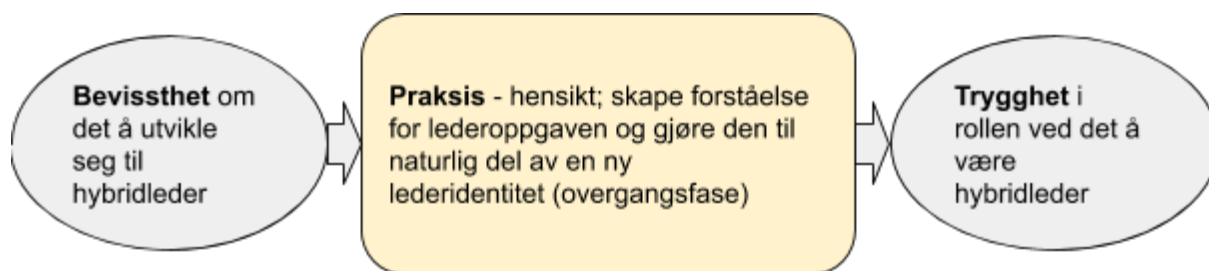 Bevissthet om
det å utvikle
seg til
hybridleder
Praksis - hensikt; skape forståelse
for lederoppgaven og gjøre den til
naturlig del av en ny
lederidentitet (overgangsfase)
Trygghet i
rollen ved det å
være
hybridleder